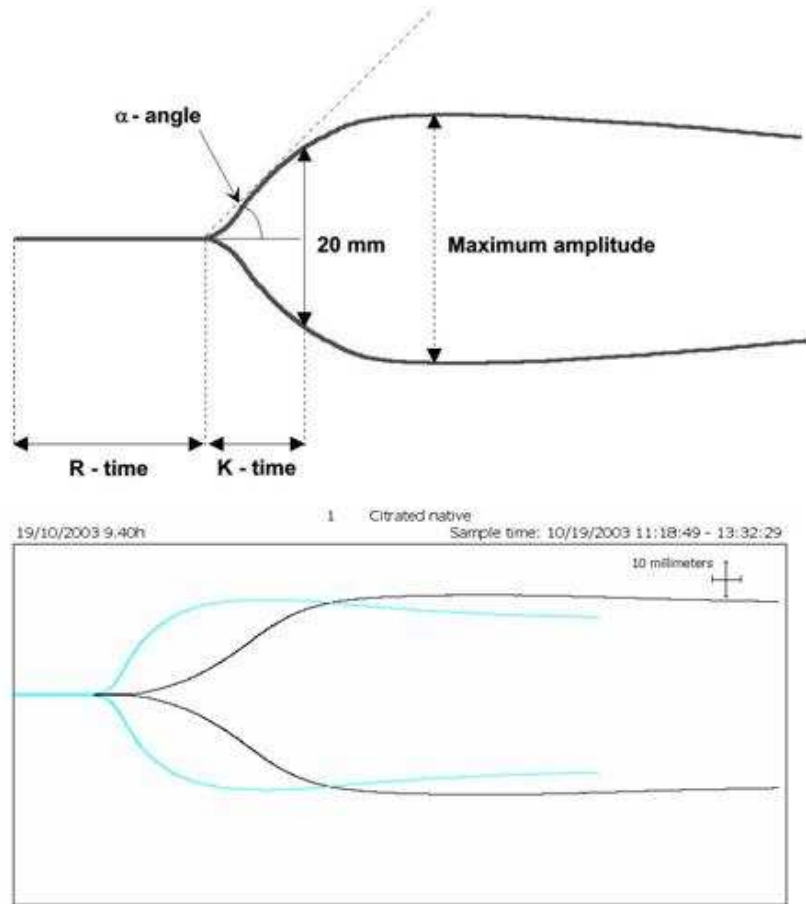 α - angle
20 mm
Maximum amplitude
R - time
K - time
1 Citrated native
19/10/2003 9.40h
Sample time: 10/19/2003 11:18:49 - 13:32:29
10 millimeters